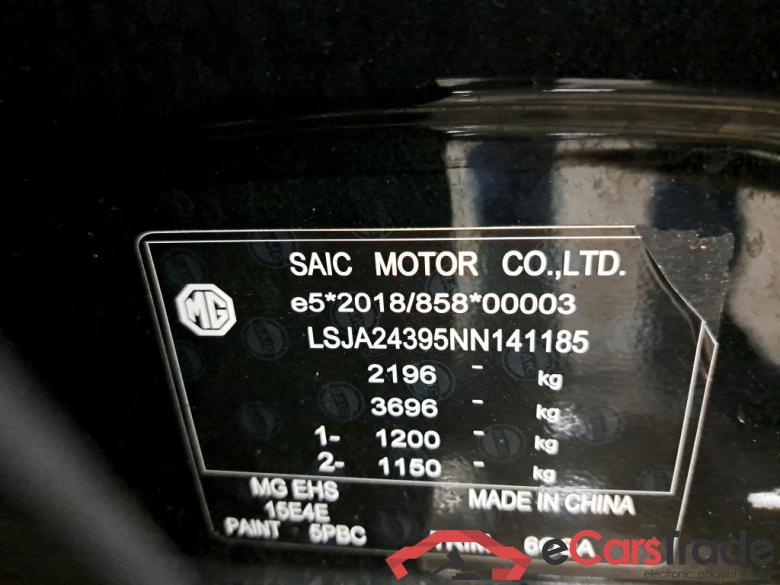 SAIC MOTOR CO.,LTD.
MG
e5*2018/858*00003
LSJA24395NN141185
2196 - kg
3696 - kg
1- 1200 - kg
2- 1150 - kg
MG EHS
MADE IN CHINA
15E4E
PAINT 5PBC
eCarsTrade
electronic efficient